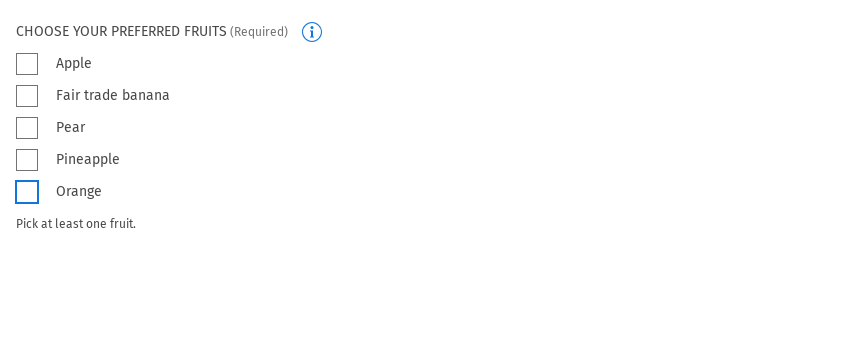 CHOOSE YOUR PREFERRED FRUITS (Required)
Apple
Fair trade banana
Pear
Pineapple
Orange
Pick at least one fruit.